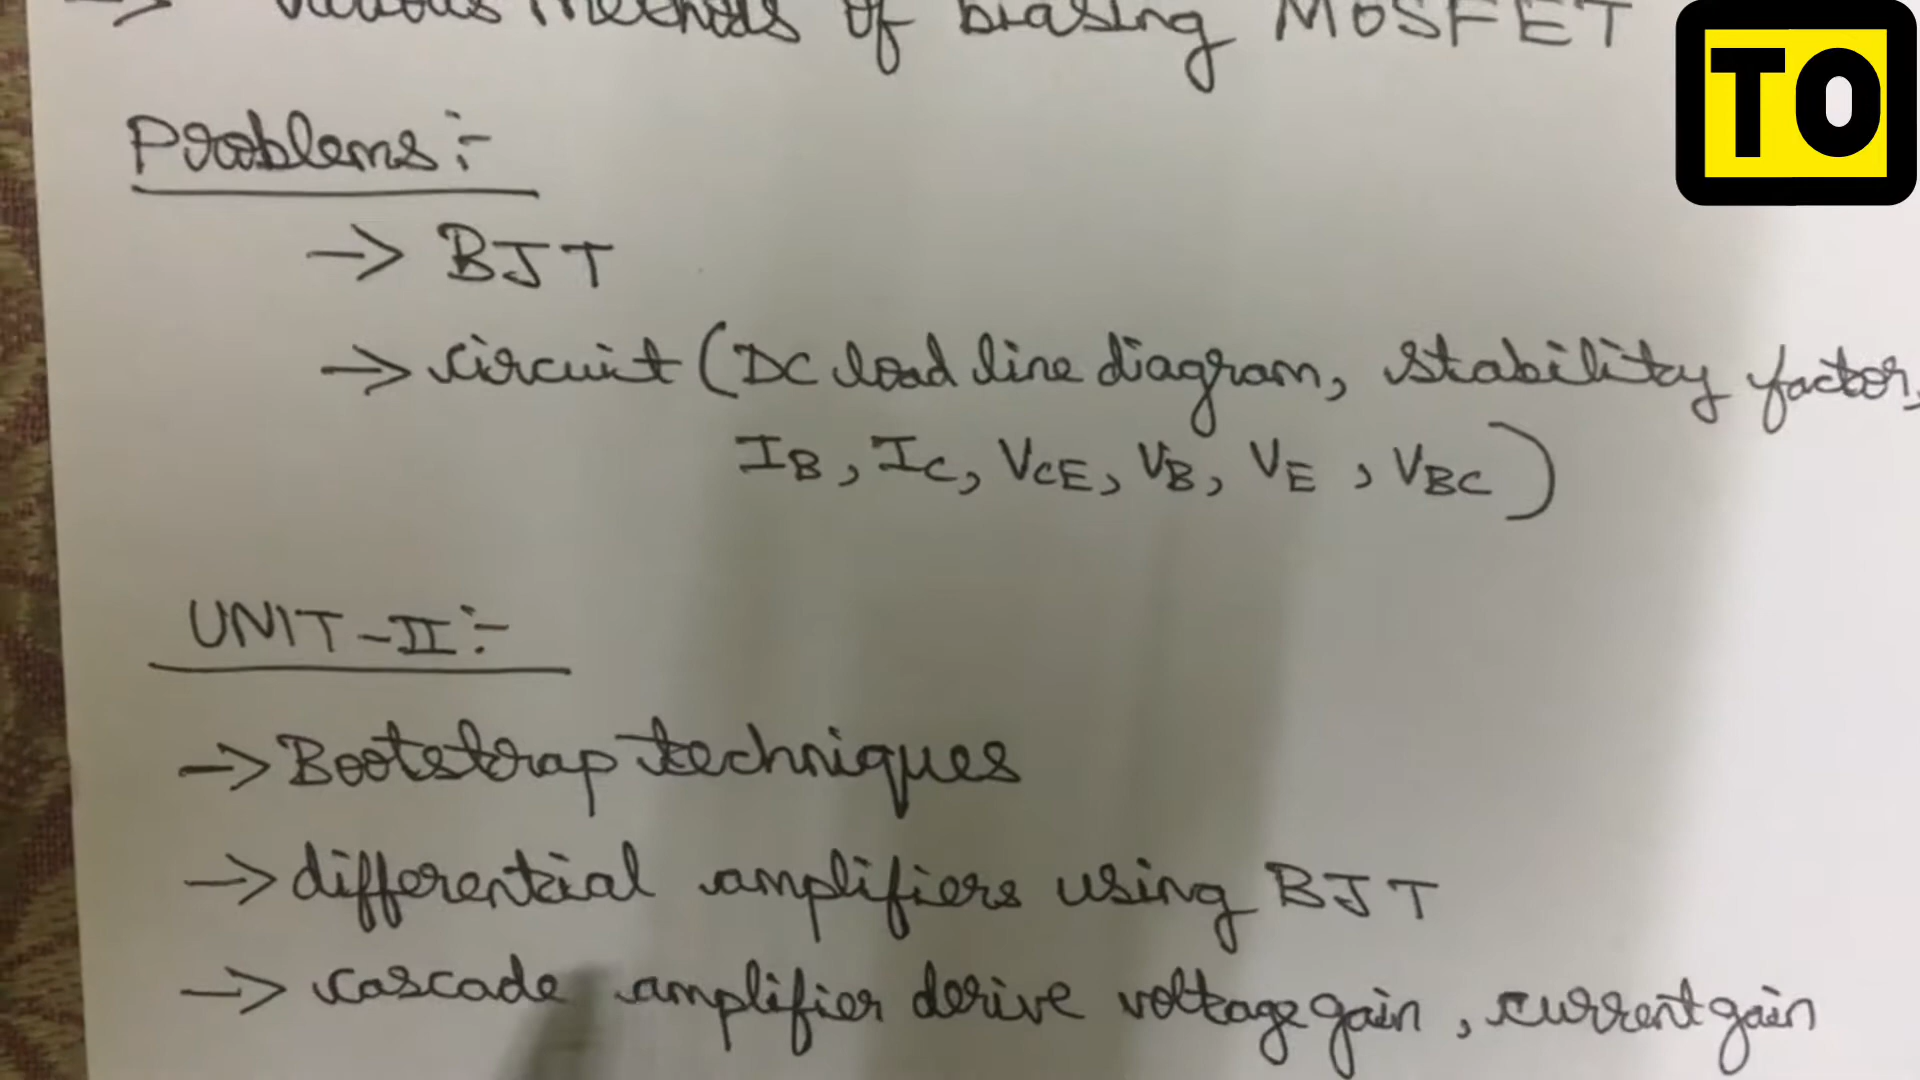 -> various methods of biasing MOSFET
TO
Problems:-
-> BJT
-> circuit (DC load line diagram, stability factor,
IB, IC, VCE, VB, VE, VBC)
UNIT-II:-
-> Bootstrap techniques
-> differential amplifiers using BJT
-> cascade amplifier derive voltage gain, current gain